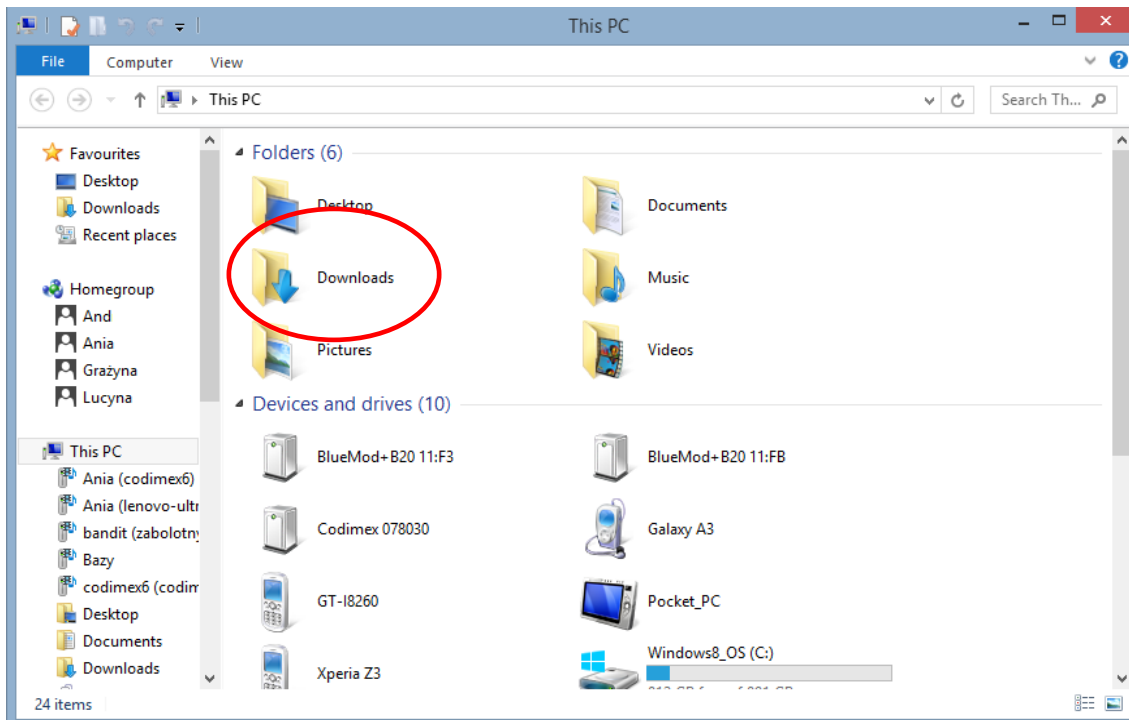 This PC
File Computer View
This PC
Search Th...
Favourites
Desktop
Downloads
Recent places
Homegroup
And
Ania
Grażyna
Lucyna
This PC
Ania (codimex6)
Ania (lenovo-ultr
bandit (zabolotny
Bazy
codimex6 (codim
Desktop
Documents
Downloads
Folders (6)
Desktop Documents
Downloads Music
Pictures Videos
Devices and drives (10)
BlueMod+B20 11:F3 BlueMod+B20 11:FB
Codimex 078030 Galaxy A3
GT-I8260 Pocket_PC
Xperia Z3 Windows8_OS (C:)
24 items